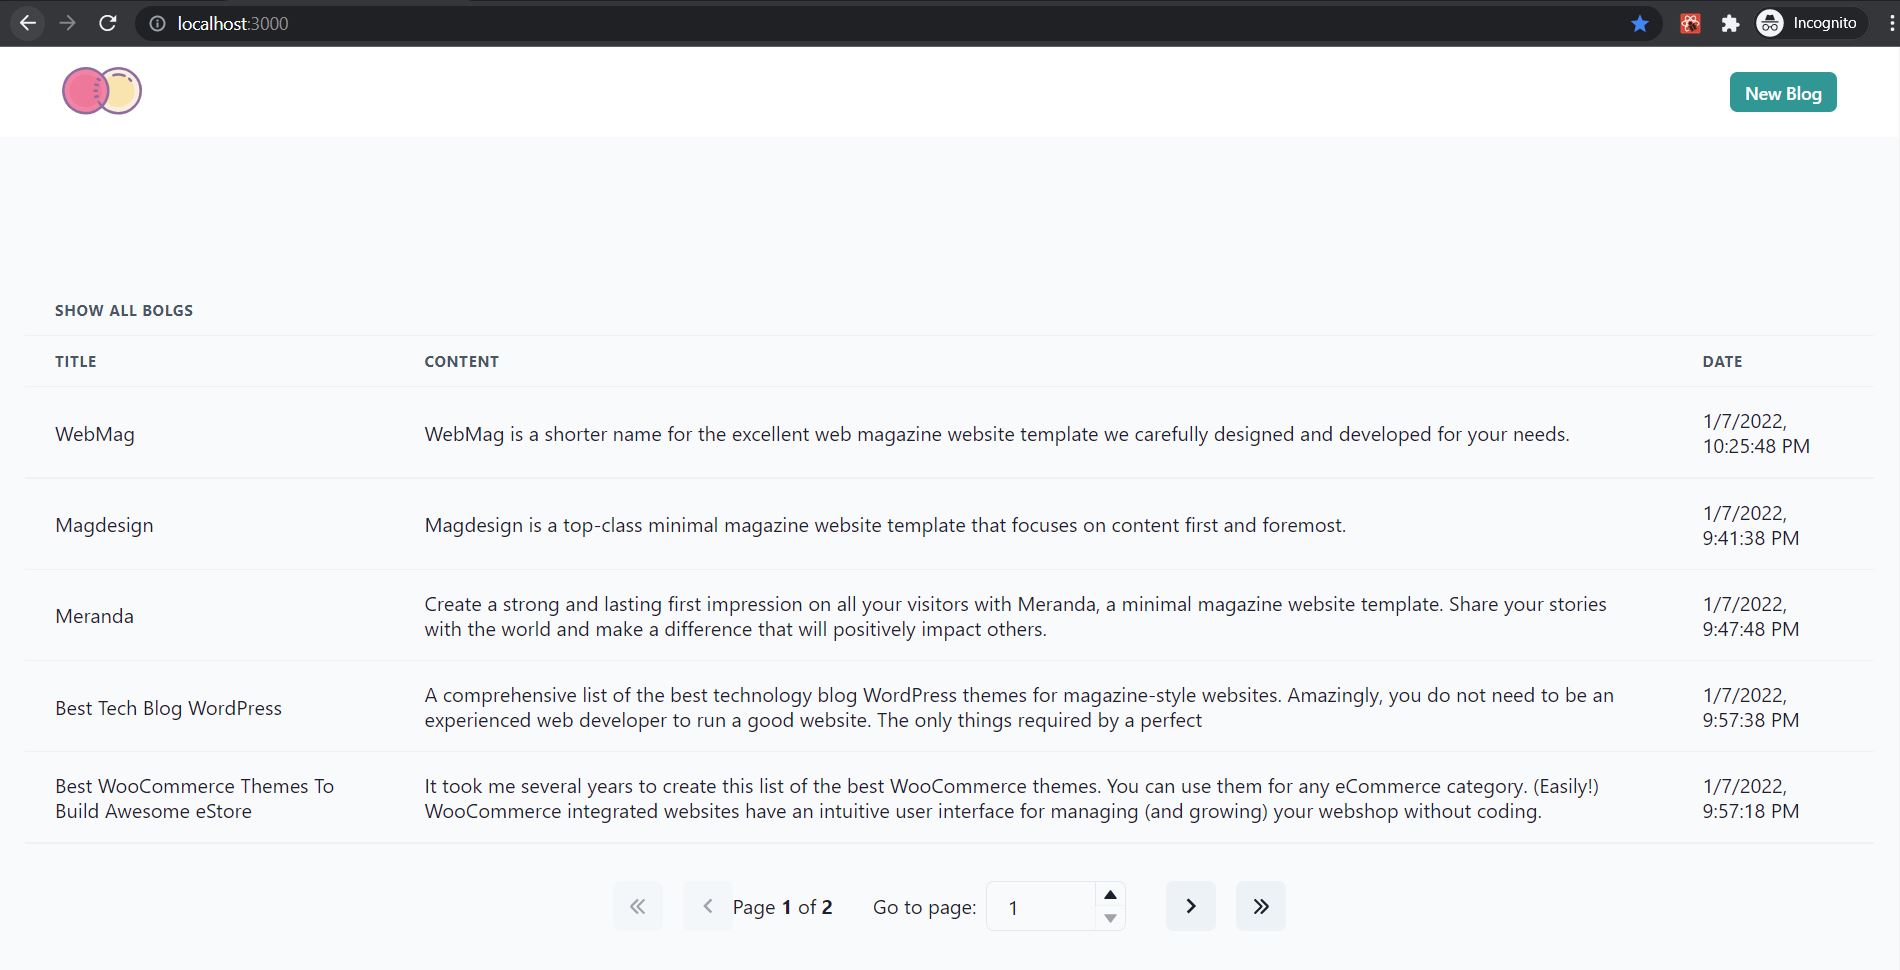 localhost:3000
Incognito
New Blog
SHOW ALL BOLGS
TITLE CONTENT DATE
WebMag WebMag is a shorter name for the excellent web magazine website template we carefully designed and developed for your needs. 1/7/2022,
10:25:48 PM
Magdesign Magdesign is a top-class minimal magazine website template that focuses on content first and foremost. 1/7/2022,
9:41:38 PM
Meranda
Create a strong and lasting first impression on all your visitors with Meranda, a minimal magazine website template. Share your stories
with the world and make a difference that will positively impact others.
1/7/2022,
9:47:48 PM
Best Tech Blog WordPress
A comprehensive list of the best technology blog WordPress themes for magazine-style websites. Amazingly, you do not need to be an
experienced web developer to run a good website. The only things required by a perfect
1/7/2022,
9:57:38 PM
Best WooCommerce Themes To
Build Awesome eStore
It took me several years to create this list of the best WooCommerce themes. You can use them for any eCommerce category. (Easily!)
WooCommerce integrated websites have an intuitive user interface for managing (and growing) your webshop without coding.
1/7/2022,
9:57:18 PM
Page 1 of 2 Go to page: 1